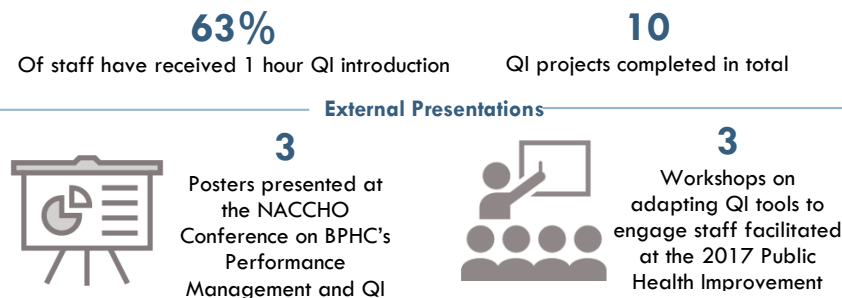 63%
Of staff have received 1 hour QI introduction
10
QI projects completed in total
External Presentations
3
Posters presented at
the NACCHO
Conference on BPHC's
Performance
Management and QI
3
Workshops on
adapting QI tools to
engage staff facilitated
at the 2017 Public
Health Improvement